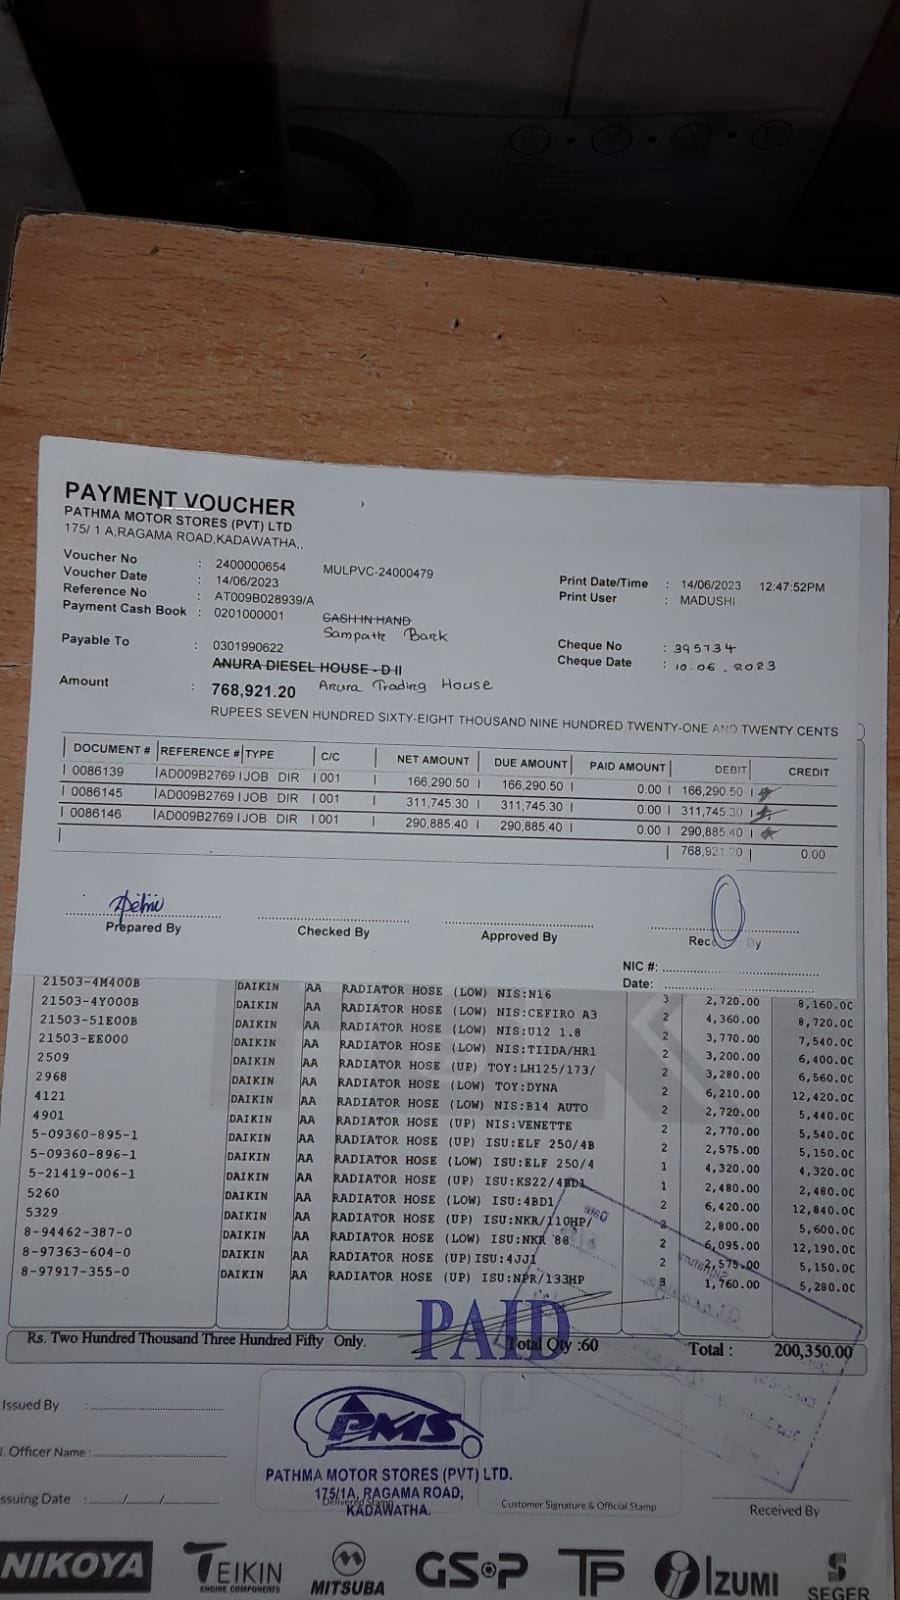 PAYMENT VOUCHER
PATHMA MOTOR STORES (PVT) LTD
175/ 1 A,RAGAMA ROAD,KADAWATHA,.
Voucher No : 2400000654 MULPVC-24000479
Voucher Date : 14/06/2023
Reference No : AT009B028939/A
Payment Cash Book : 0201000001 CASH IN HAND
Sampath Bank
Print Date/Time : 14/06/2023 12:47:52PM
Print User : MADUSHI
Payable To : 0301990622
ANURA DIESEL HOUSE - D II
Cheque No : 395734
Cheque Date : 10.06.2023
Amount : 768,921.20 Anura Trading House
RUPEES SEVEN HUNDRED SIXTY-EIGHT THOUSAND NINE HUNDRED TWENTY-ONE AND TWENTY CENTS
DOCUMENT # REFERENCE # TYPE C/C NET AMOUNT DUE AMOUNT PAID AMOUNT DEBIT CREDIT
0086139 AD009B2769 JOB DIR 001 166,290.50 166,290.50 0.00 166,290.50
0086145 AD009B2769 JOB DIR 001 311,745.30 311,745.30 0.00 311,745.30
0086146 AD009B2769 JOB DIR 001 290,885.40 290,885.40 0.00 290,885.40
768,921.20 0.00
Prepared By Checked By Approved By By
NIC #:
Date:
21503-4M400B DAIKIN AA RADIATOR HOSE (LOW) NIS:N16 3 2,720.00 8,160.00
21503-4Y000B DAIKIN AA RADIATOR HOSE (LOW) NIS:CEFIRO A3 2 4,360.00 8,720.00
21503-51E00B DAIKIN AA RADIATOR HOSE (LOW) NIS:U12 1.8 2 3,770.00 7,540.00
21503-EE000 DAIKIN AA RADIATOR HOSE (LOW) NIS:TIIDA/HR1 2 3,200.00 6,400.00
2509 DAIKIN AA RADIATOR HOSE (UP) TOY:LH125/173/ 2 3,280.00 6,560.00
2968 DAIKIN AA RADIATOR HOSE (LOW) TOY:DYNA 2 6,210.00 12,420.00
4121 DAIKIN AA RADIATOR HOSE (LOW) NIS:B14 AUTO 2 2,720.00 5,440.00
4901 DAIKIN AA RADIATOR HOSE (UP) NIS:VENETTE 2 2,770.00 5,540.00
5-09360-895-1 DAIKIN AA RADIATOR HOSE (UP) ISU:ELF 250/4B 2 2,575.00 5,150.00
5-09360-896-1 DAIKIN AA RADIATOR HOSE (LOW) ISU:ELF 250/4 1 4,320.00 4,320.00
5-21419-006-1 DAIKIN AA RADIATOR HOSE (UP) ISU:KS22/4BD1 1 2,480.00 2,480.00
5260 DAIKIN AA RADIATOR HOSE (LOW) ISU:4BD1 2 6,420.00 12,840.00
5329 DAIKIN AA RADIATOR HOSE (UP) ISU:NKR/110HP/ 2 2,800.00 5,600.00
8-94462-387-0 DAIKIN AA RADIATOR HOSE (LOW) ISU:NKR 88 2 6,095.00 12,190.00
8-97363-604-0 DAIKIN AA RADIATOR HOSE (UP)ISU:4JJ1 2 2,575.00 5,150.00
8-97917-355-0 DAIKIN AA RADIATOR HOSE (UP) ISU:NPR/133HP 3 1,760.00 5,280.00
PAID
Rs. Two Hundred Thousand Three Hundred Fifty Only. Total Qty :60 Total : 200,350.00
Issued By :
Officer Name :
ssuing Date : / /
PMS
PATHMA MOTOR STORES (PVT) LTD.
175/1A, RAGAMA ROAD,
KADAWATHA.
Customer Signature & Official Stamp
Received By
NIKOYA TEIKIN ENGINE COMPONENTS MITSUBA GSP TP IZUMI SEGER